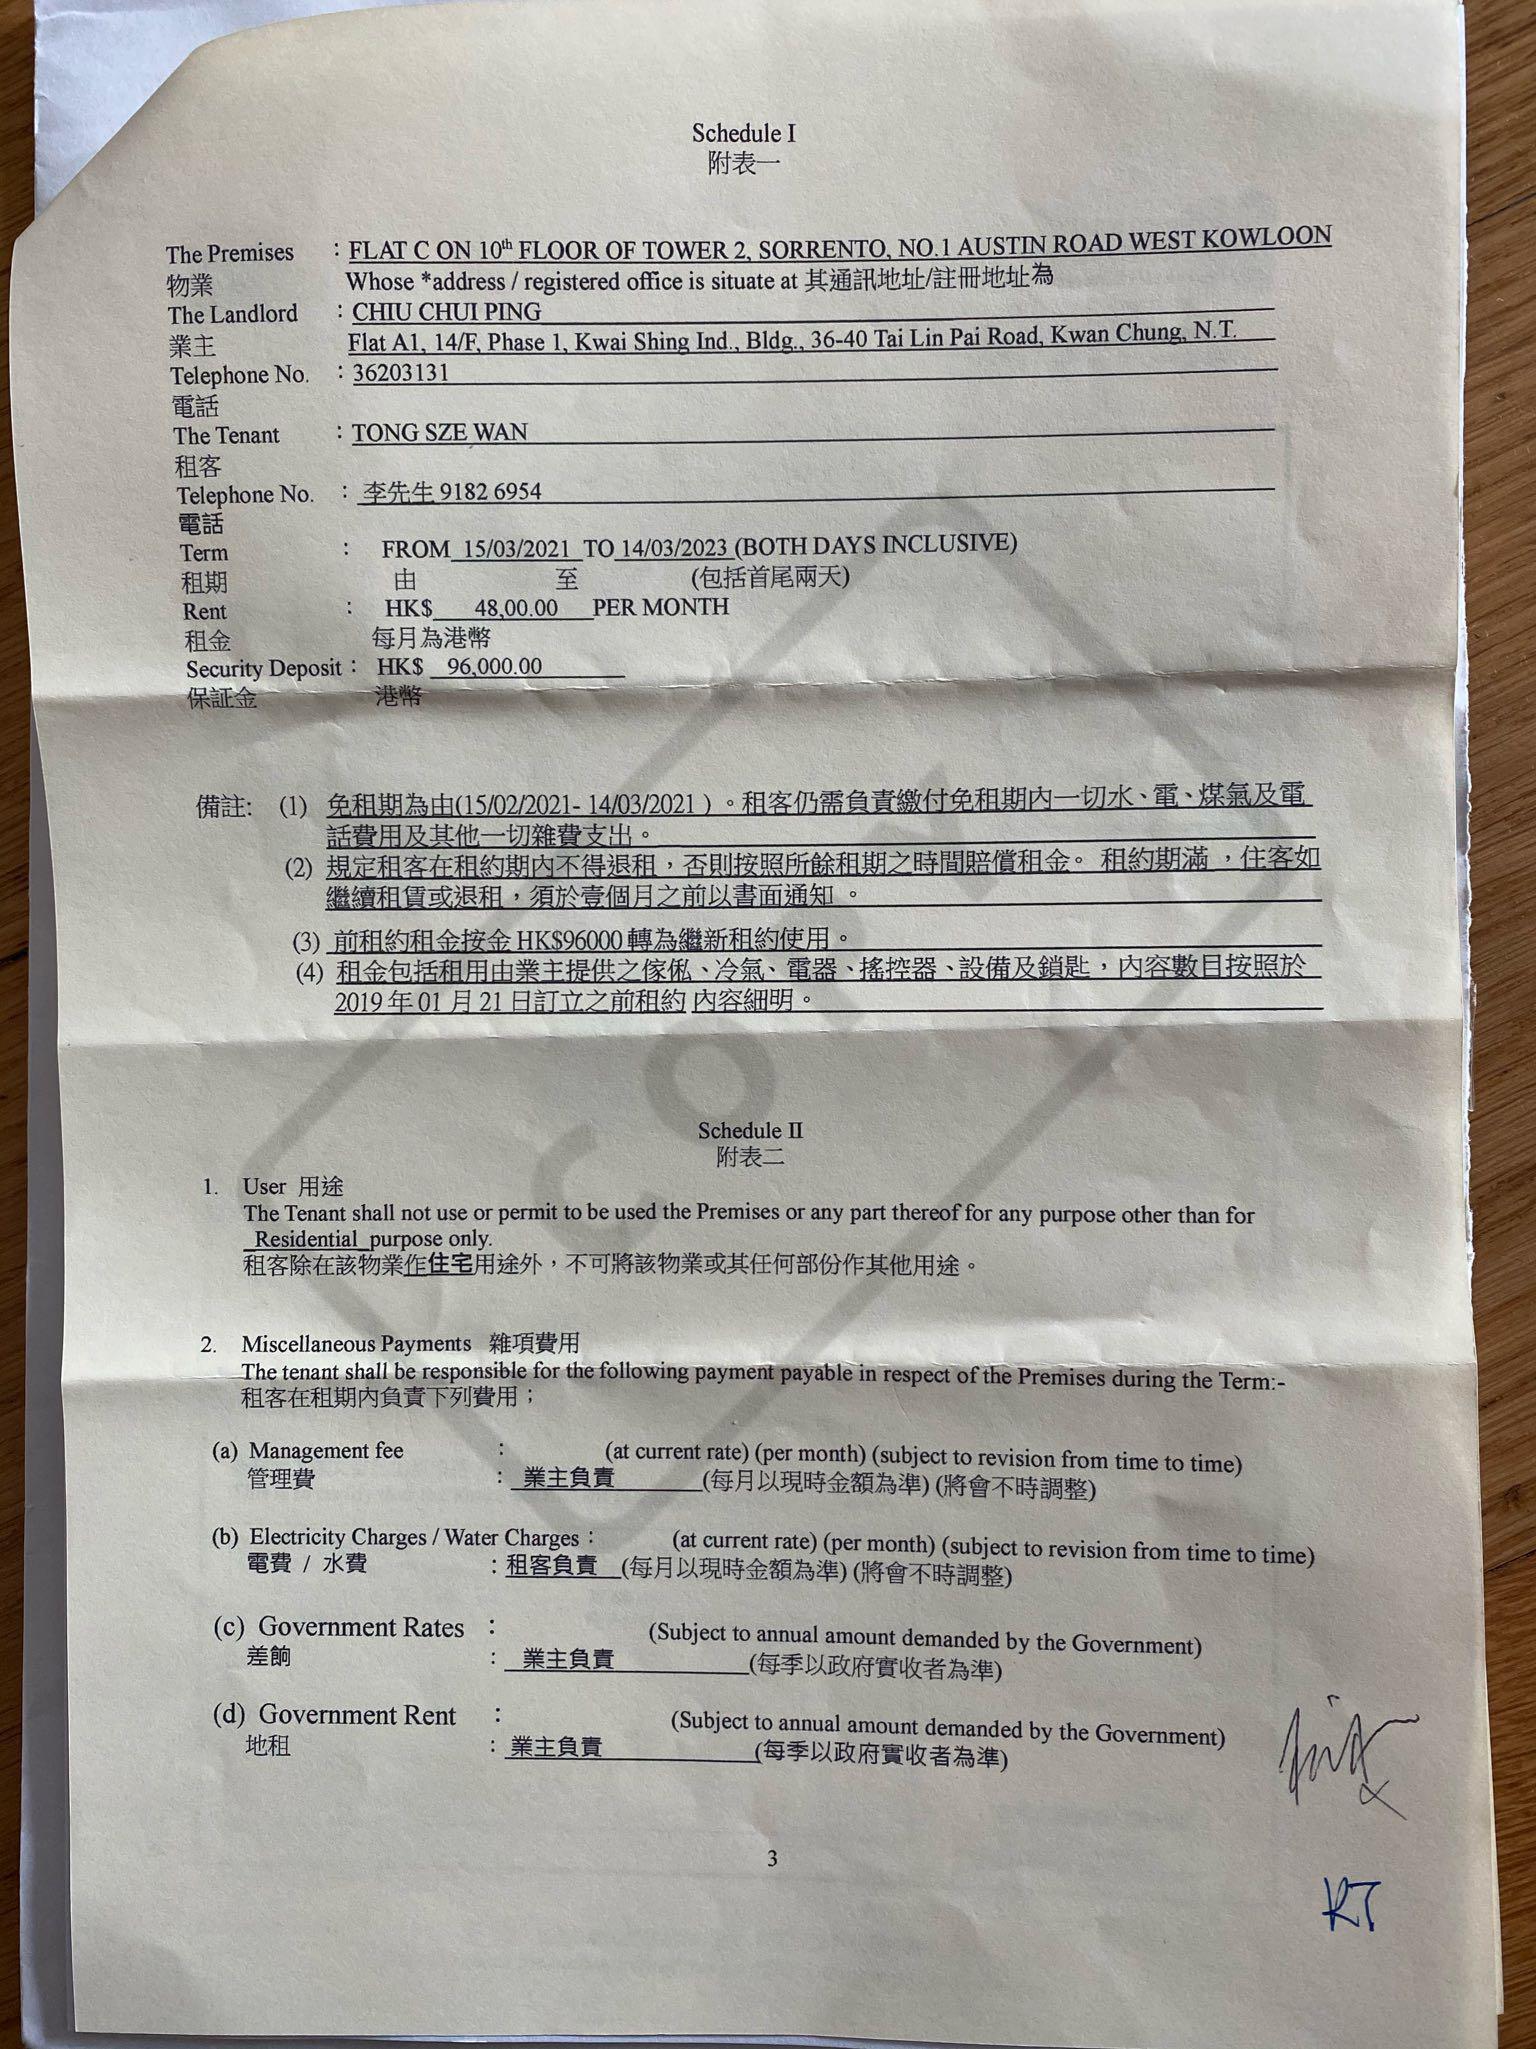 Schedule I
附表一
The Premises : FLAT C ON 10th FLOOR OF TOWER 2, SORRENTO, NO.1 AUSTIN ROAD WEST KOWLOON
物業 Whose *address / registered office is situate at 其通訊地址/註冊地址為
The Landlord : CHIU CHUI PING
業主 Flat A1, 14/F, Phase 1, Kwai Shing Ind., Bldg., 36-40 Tai Lin Pai Road, Kwan Chung, N.T.
Telephone No. : 36203131
電話
The Tenant : TONG SZE WAN
租客
Telephone No. : 李先生 9182 6954
電話
Term : FROM 15/03/2021 TO 14/03/2023 (BOTH DAYS INCLUSIVE)
租期 由 至 (包括首尾兩天)
Rent : HK$ 48,00.00 PER MONTH
租金 每月為港幣
Security Deposit : HK$ 96,000.00
保証金 港幣
備註: (1) 免租期為由(15/02/2021- 14/03/2021 )。租客仍需負責繳付免租期內一切水、電、煤氣及電
話費用及其他一切雜費支出。
(2) 規定租客在租約期內不得退租，否則按照所餘租期之時間賠償租金。 租約期滿 ，住客如
繼續租賃或退租，須於壹個月之前以書面通知 。
(3) 前租約租金按金 HK$96000 轉為繼新租約使用。
(4) 租金包括租用由業主提供之傢俬、冷氣、電器、搖控器、設備及鎖匙，內容數目按照於
2019 年 01 月 21 日訂立之前租約 內容細明。
COPY
Schedule II
附表二
1. User 用途
The Tenant shall not use or permit to be used the Premises or any part thereof for any purpose other than for
Residential purpose only.
租客除在該物業作住宅用途外，不可將該物業或其任何部份作其他用途。
2. Miscellaneous Payments 雜項費用
The tenant shall be responsible for the following payment payable in respect of the Premises during the Term:-
租客在租期內負責下列費用；
(a) Management fee : (at current rate) (per month) (subject to revision from time to time)
管理費 : 業主負責 (每月以現時金額為準) (將會不時調整)
(b) Electricity Charges / Water Charges : (at current rate) (per month) (subject to revision from time to time)
電費 / 水費 : 租客負責 (每月以現時金額為準) (將會不時調整)
(c) Government Rates : (Subject to annual amount demanded by the Government)
差餉 : 業主負責 (每季以政府實收者為準)
(d) Government Rent : (Subject to annual amount demanded by the Government)
地租 : 業主負責 (每季以政府實收者為準)
3
KT